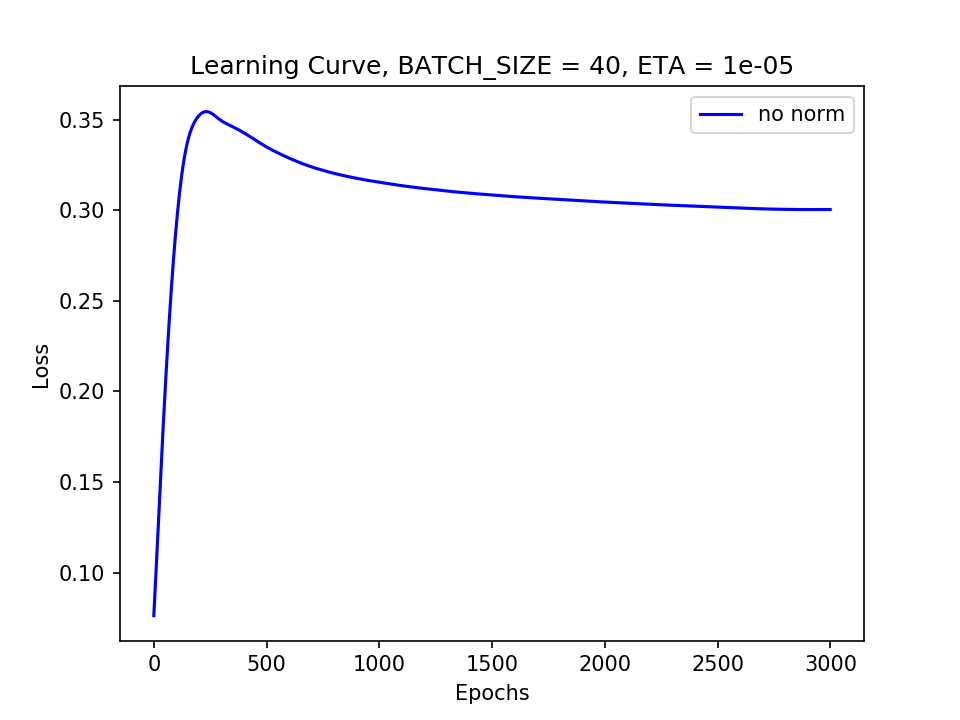 Learning Curve, BATCH_SIZE = 40, ETA = 1e-05
no norm
0.35
0.30
0.25
0.20
0.15
0.10
Loss
0 500 1000 1500 2000 2500 3000
Epochs